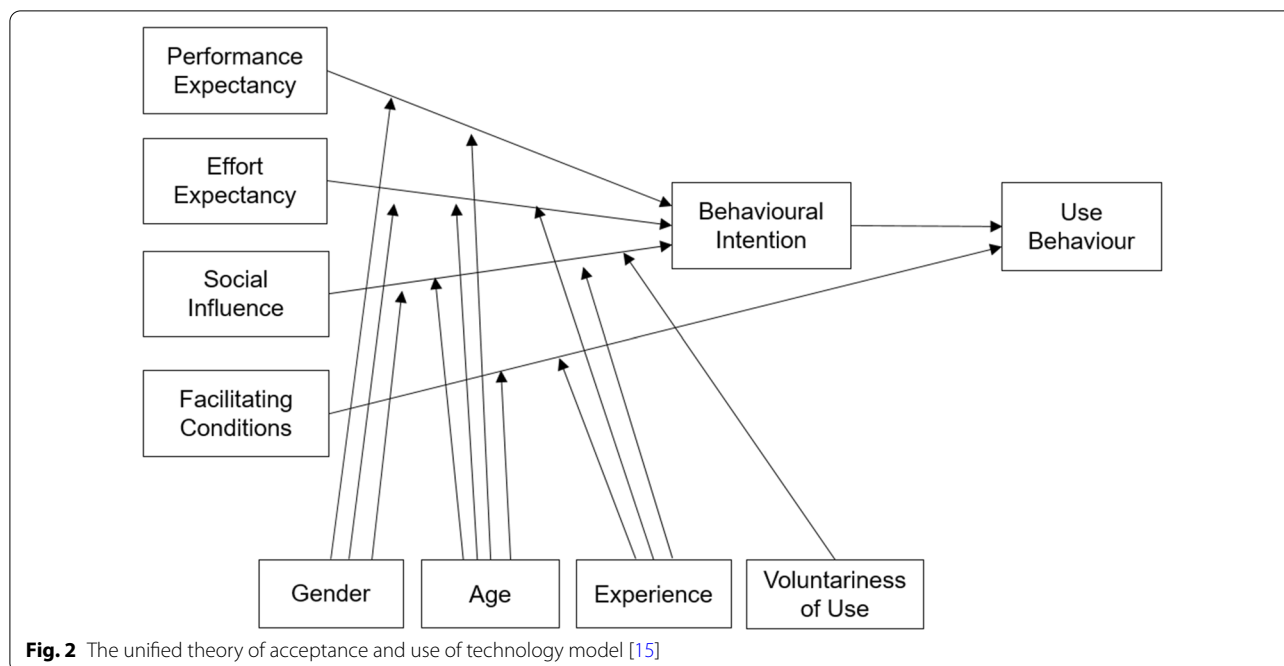 Performance
Expectancy
Effort
Expectancy
Social
Influence
Facilitating
Conditions
Behavioural
Intention
Use
Behaviour
Gender
Age
Experience
Voluntariness
of Use
Fig. 2 The unified theory of acceptance and use of technology model [15]